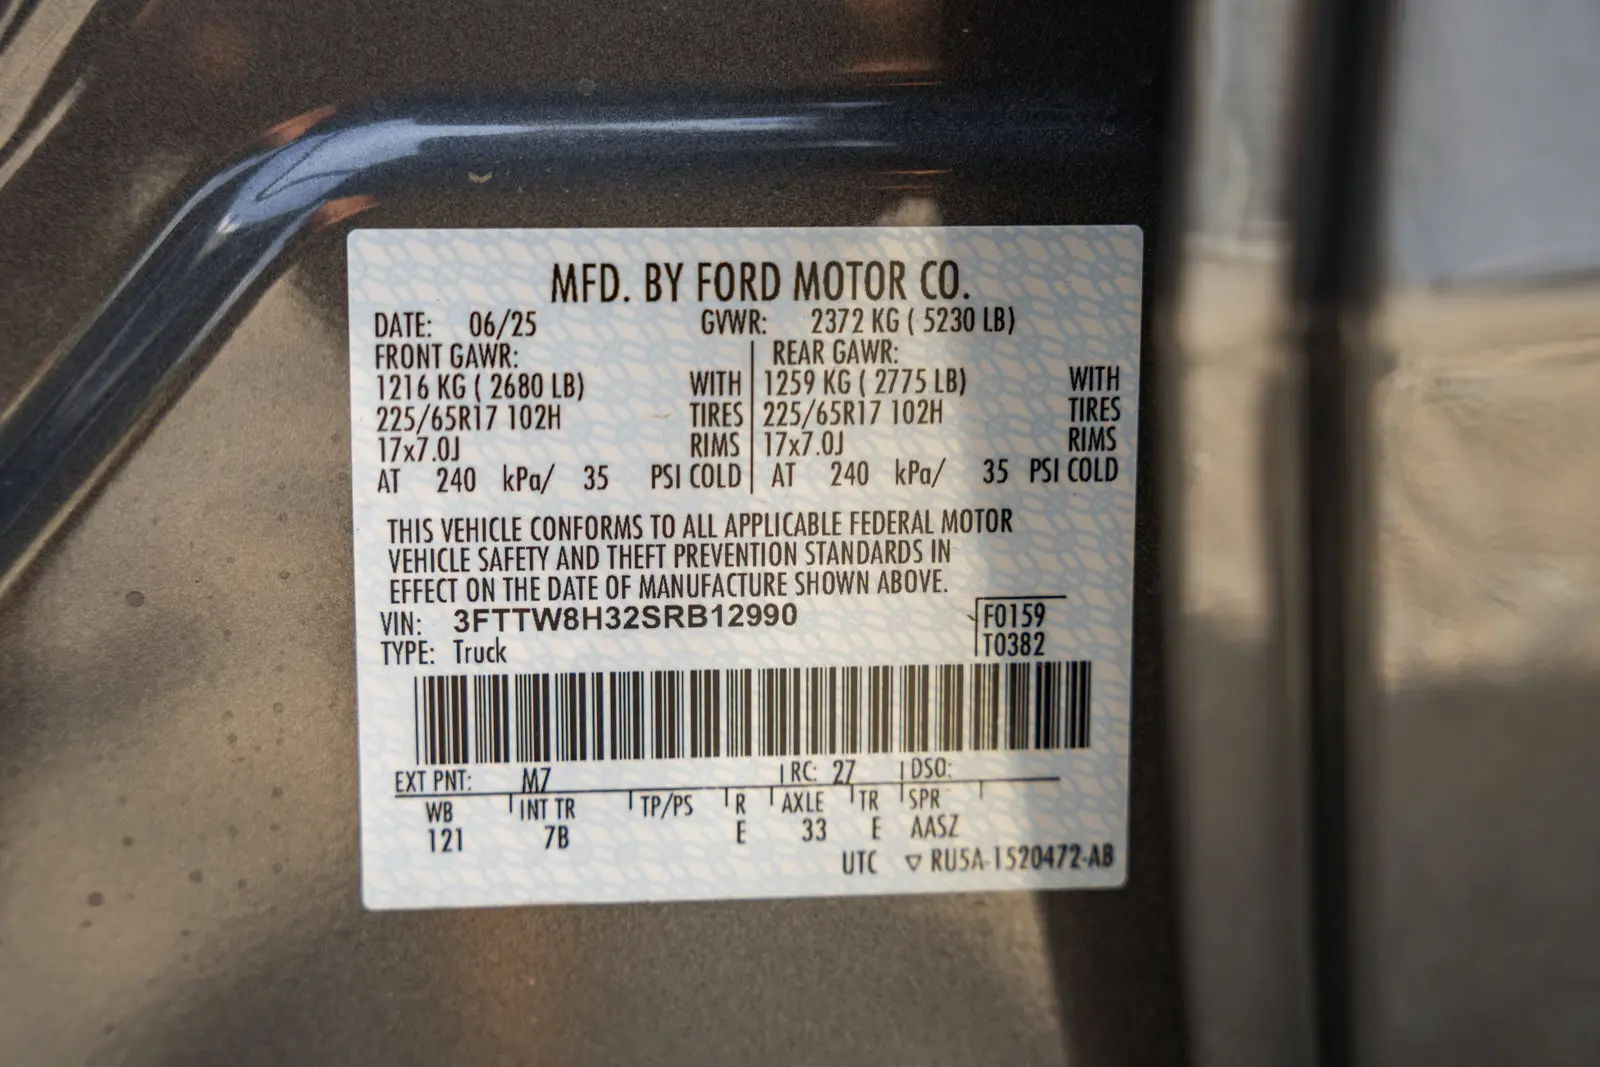 MFD. BY FORD MOTOR CO.
DATE: 06/25 GVWR: 2372 KG ( 5230 LB)
FRONT GAWR: REAR GAWR:
1216 KG ( 2680 LB) WITH 1259 KG ( 2775 LB) WITH
225/65R17 102H TIRES 225/65R17 102H TIRES
17x7.0J RIMS 17x7.0J RIMS
AT 240 kPa/ 35 PSI COLD AT 240 kPa/ 35 PSI COLD
THIS VEHICLE CONFORMS TO ALL APPLICABLE FEDERAL MOTOR
VEHICLE SAFETY AND THEFT PREVENTION STANDARDS IN
EFFECT ON THE DATE OF MANUFACTURE SHOWN ABOVE.
VIN: 3FTTW8H32SRB12990 F0159
TYPE: Truck T0382
EXT PNT: M7 RC: 27 DSO:
WB INT TR TP/PS R AXLE TR SPR
121 7B E 33 E AASZ
UTC ▽ RU5A-1520472-AB